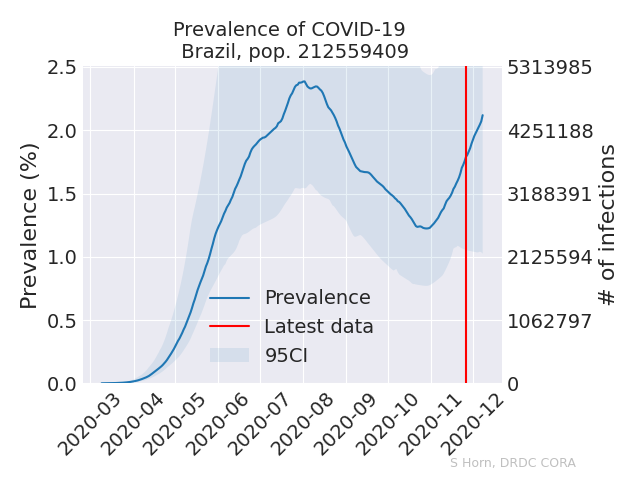 Prevalence of COVID-19
Brazil, pop. 212559409
Prevalence (%)
2.5
2.0
1.5
1.0
0.5
0.0
5313985
4251188
3188391
2125594
1062797
0
# of infections
Prevalence
Latest data
95CI
2020-03
2020-04
2020-05
2020-06
2020-07
2020-08
2020-09
2020-10
2020-11
2020-12
S Horn, DRDC CORA